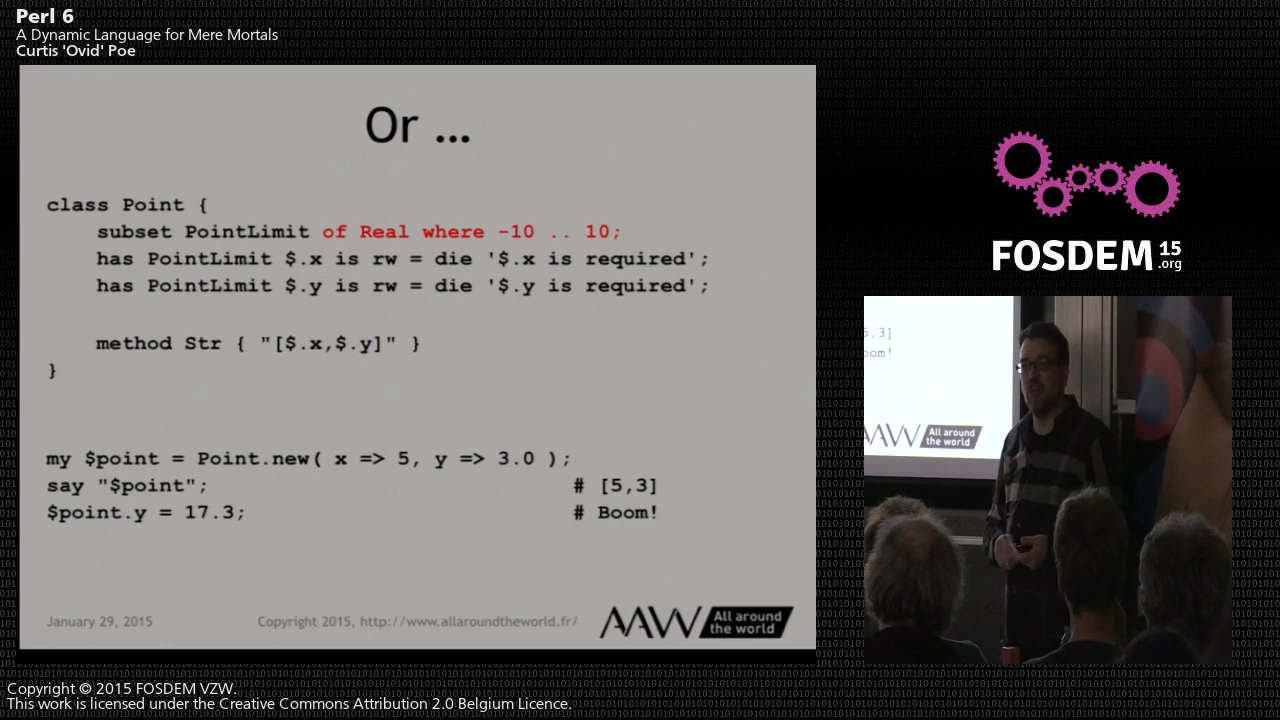 Perl 6
A Dynamic Language for Mere Mortals
Curtis 'Ovid' Poe
Or ...
class Point {
    subset PointLimit of Real where -10 .. 10;
    has PointLimit $.x is rw = die '$.x is required';
    has PointLimit $.y is rw = die '$.y is required';
    method Str { "[$.x,$.y]" }
}
my $point = Point.new( x => 5, y => 3.0 );
say "$point"; # [5,3]
$point.y = 17.3; # Boom!
January 29, 2015 Copyright 2015, http://www.allaroundtheworld.fr/
AAW All around
the world
FOSDEM 15
.org
5,3]
oom'
AAW All around
the world
Copyright © 2015 FOSDEM VZW.
This work is licensed under the Creative Commons Attribution 2.0 Belgium Licence.